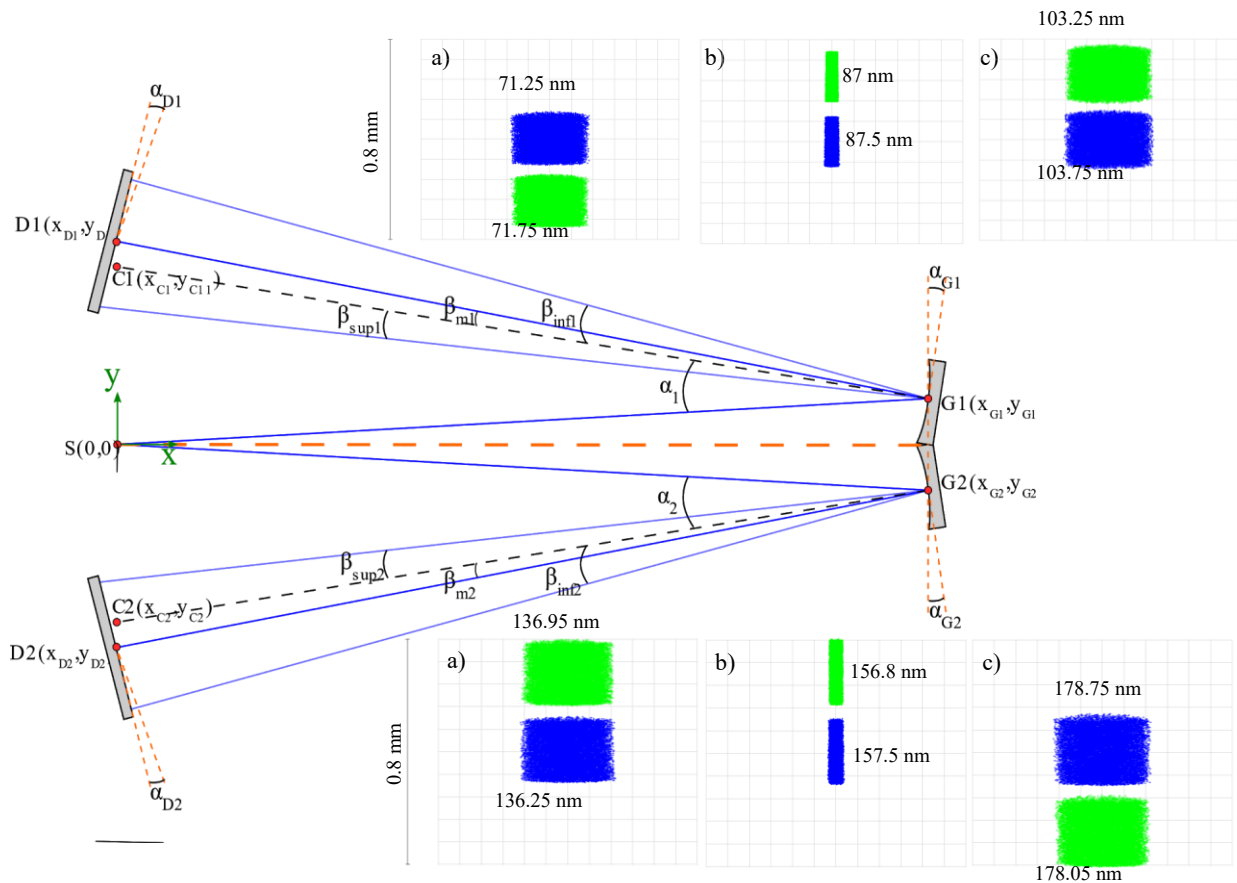 103.25 nm
a)
b)
c)
71.25 nm
87 nm
87.5 nm
0.8 mm
71.75 nm
103.75 nm
α_D1
D1(x_D1,y_D
C1(x_C1,y_C11)
β_sup1
β_m1
β_inf1
α_G1
α_1
G1(x_G1,y_G1
y
x
S(0,0)
G2(x_G2,y_G2
α_2
β_sup2
β_m2
β_inf2
C2(x_C2,y_C2)
D2(x_D2,y_D2
α_G2
α_D2
136.95 nm
a)
b)
c)
156.8 nm
178.75 nm
157.5 nm
0.8 mm
136.25 nm
178.05 nm